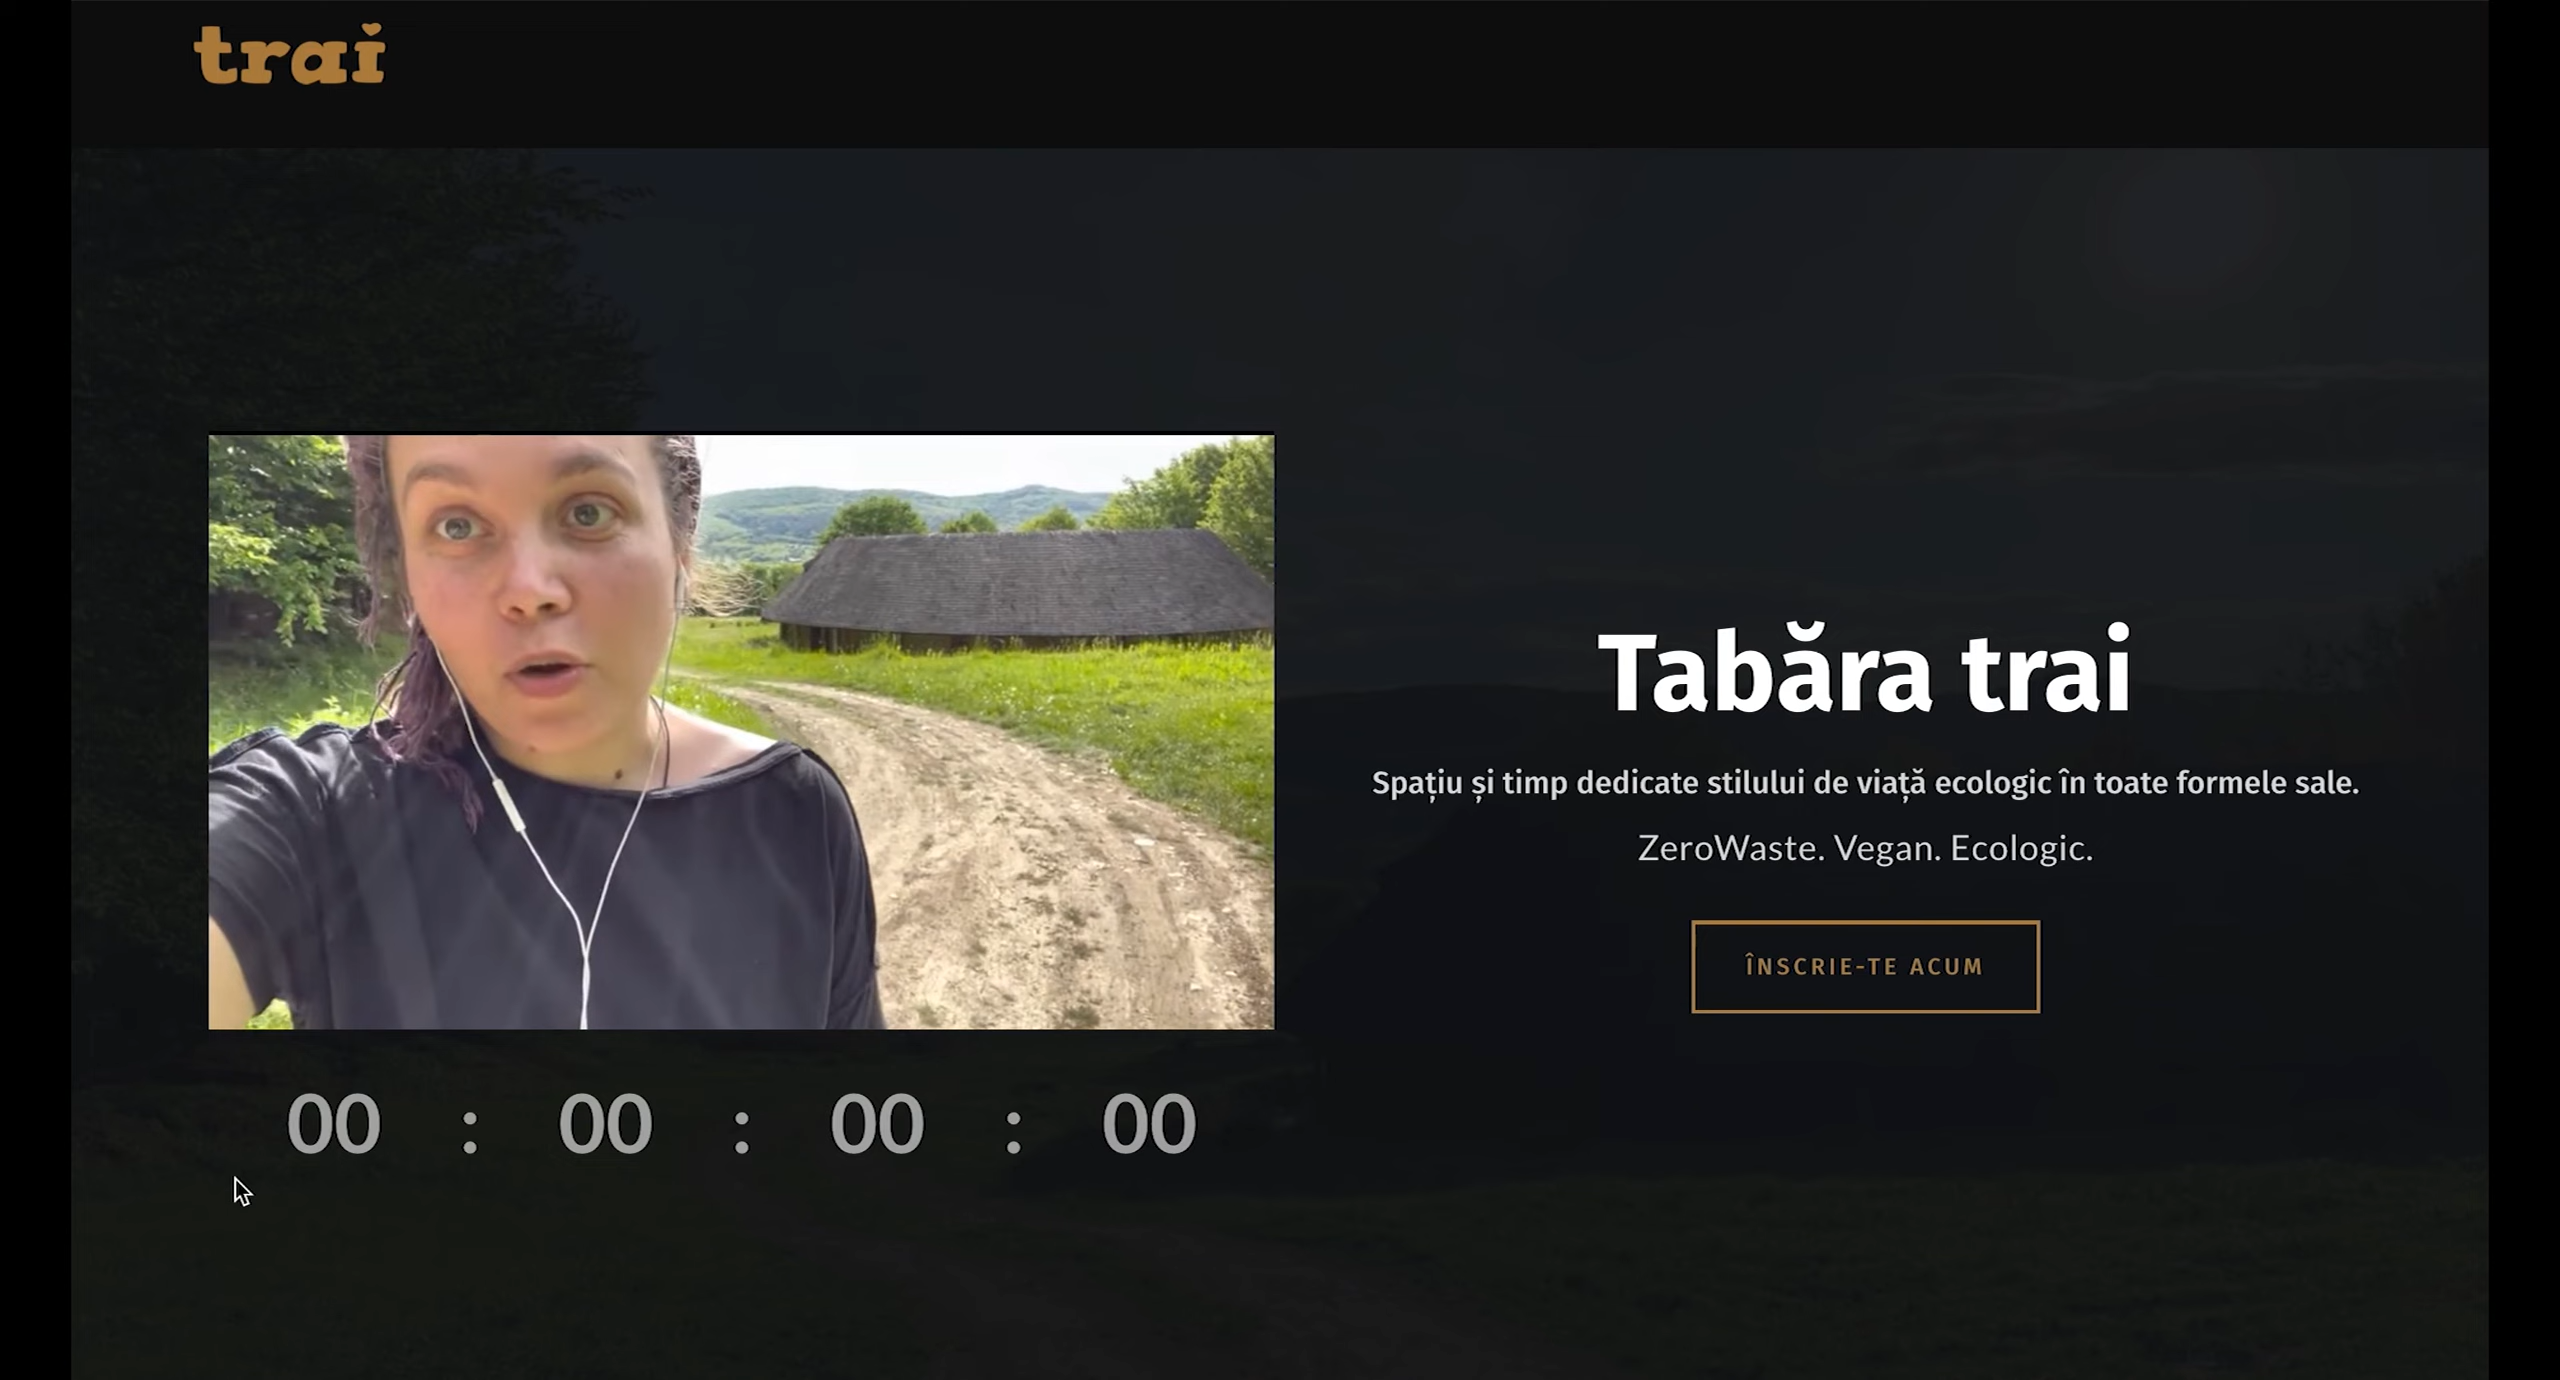 trai
Tabăra trai
Spațiu și timp dedicate stilului de viață ecologic în toate formele sale.
ZeroWaste. Vegan. Ecologic.
ÎNSCRIE-TE ACUM
00 : 00 : 00 : 00